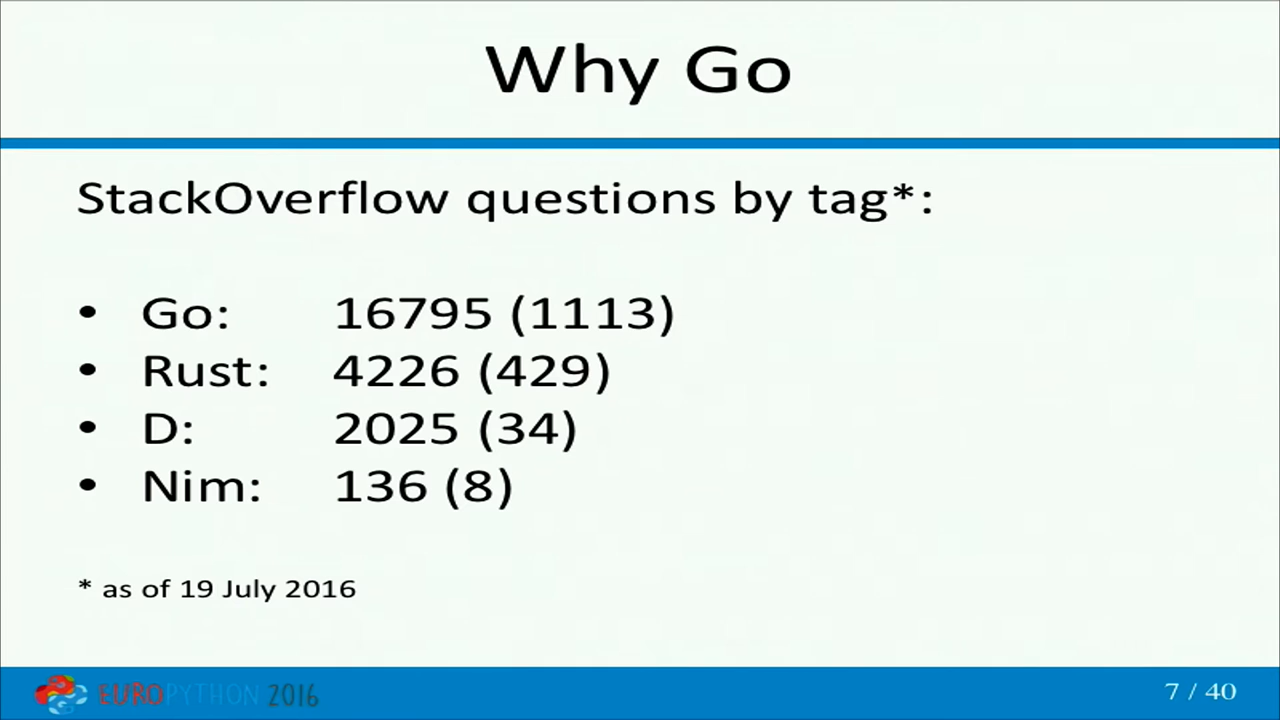 Why Go
StackOverflow questions by tag*:
• Go: 16795 (1113)
• Rust: 4226 (429)
• D: 2025 (34)
• Nim: 136 (8)
* as of 19 July 2016
EUROPYTHON 2016
7 / 40